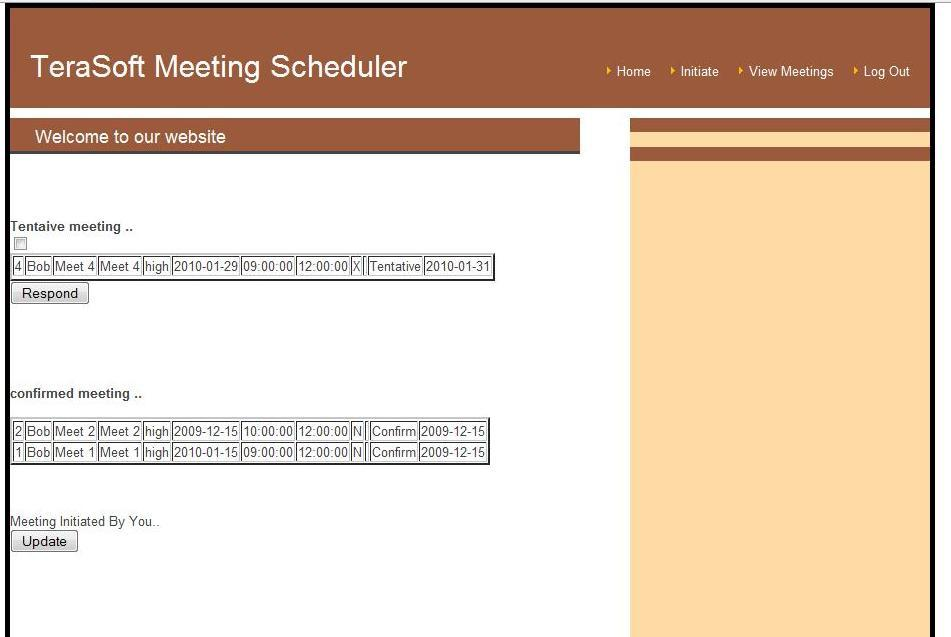 TeraSoft Meeting Scheduler
Home Initiate View Meetings Log Out
Welcome to our website
Tentaive meeting ..
4 Bob Meet 4 Meet 4 high 2010-01-29 09:00:00 12:00:00 X Tentative 2010-01-31
Respond
confirmed meeting ..
2 Bob Meet 2 Meet 2 high 2009-12-15 10:00:00 12:00:00 N Confirm 2009-12-15
1 Bob Meet 1 Meet 1 high 2010-01-15 09:00:00 12:00:00 N Confirm 2009-12-15
Meeting Initiated By You..
Update